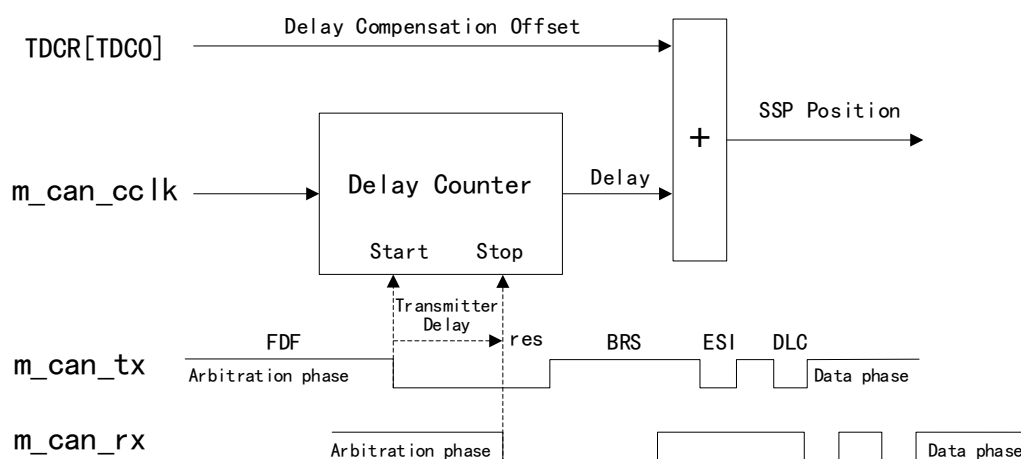 Delay Compensation Offset
TDCR[TDCO]
SSP Position
+
m_can_cclk
Delay Counter
Delay
Start
Stop
Transmitter
Delay
FDF
res
BRS
ESI
DLC
m_can_tx
Arbitration phase
Data phase
m_can_rx
Arbitration phase
Data phase